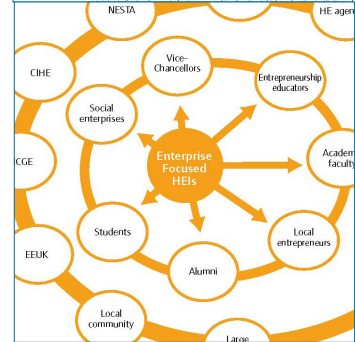 NESTA
HE agen
CIHE
Vice-
Chancellors
Entrepreneurship
educators
Social
enterprises
CGE
Enterprise
Focused
HEIs
Academ
faculty
Students
Local
entrepreneurs
EEUK
Alumni
Local
community
Large